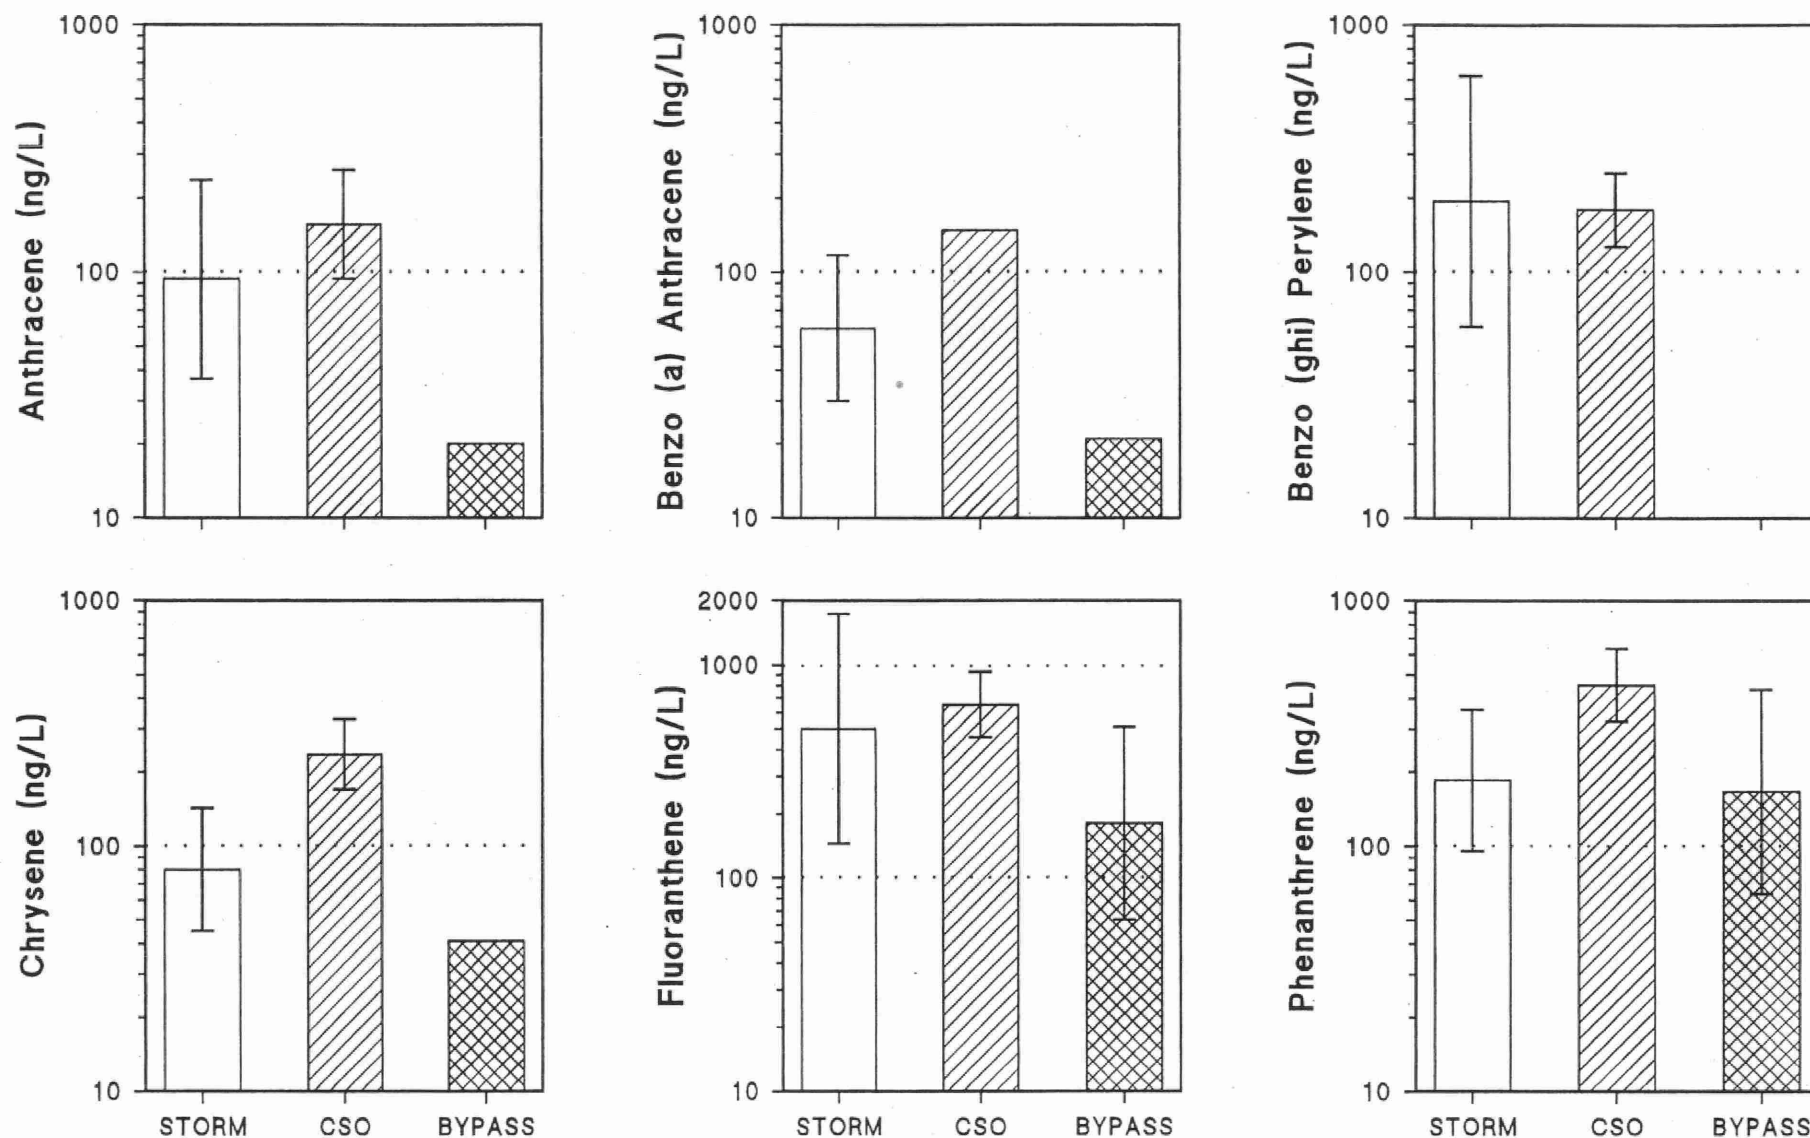 Anthracene (ng/L)
1000
100
10
Benzo (a) Anthracene (ng/L)
1000
100
10
Benzo (ghi) Perylene (ng/L)
1000
100
10
Chrysene (ng/L)
1000
100
10
STORM CSO BYPASS
Fluoranthene (ng/L)
2000
1000
100
10
STORM CSO BYPASS
Phenanthrene (ng/L)
1000
100
10
STORM CSO BYPASS